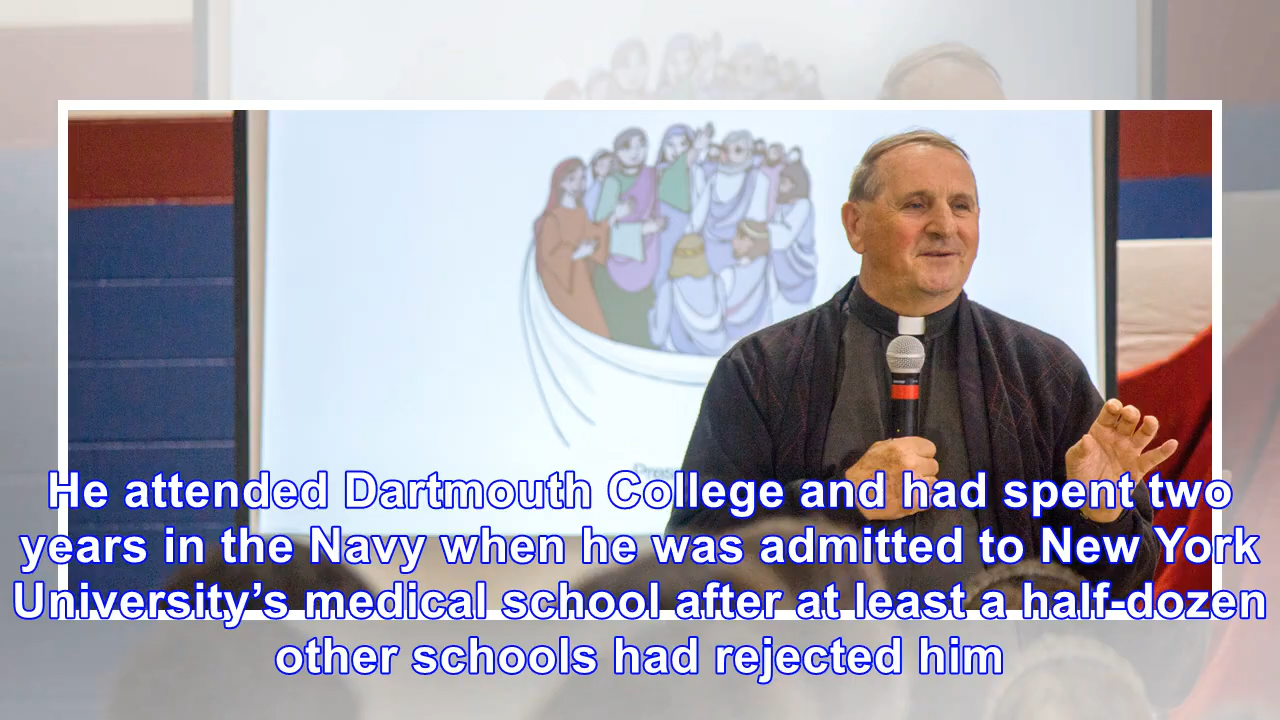 He attended Dartmouth College and had spent two
years in the Navy when he was admitted to New York
University’s medical school after at least a half-dozen
other schools had rejected him